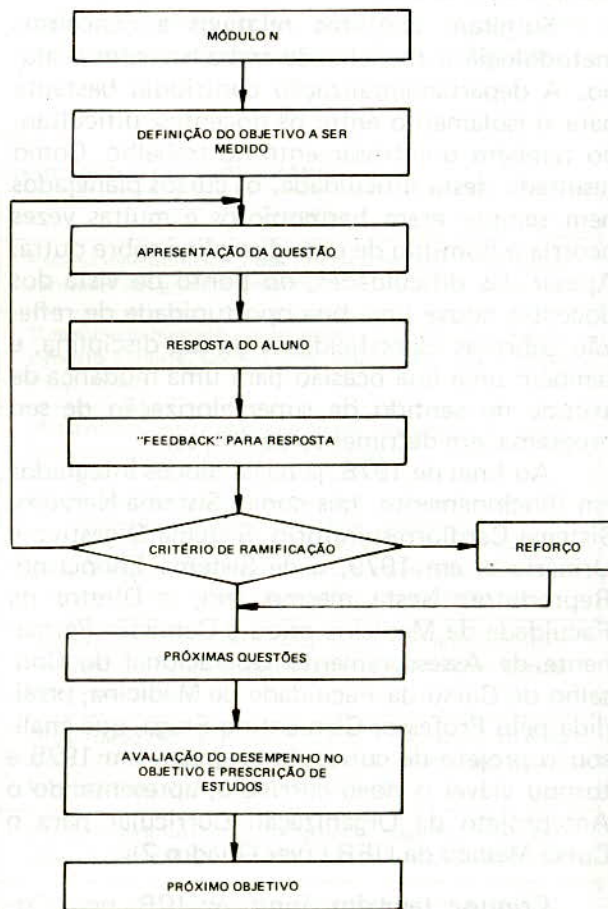 MÓDULO N
DEFINIÇÃO DO OBJETIVO A SER
MEDIDO
APRESENTAÇÃO DA QUESTÃO
RESPOSTA DO ALUNO
"FEEDBACK" PARA RESPOSTA
CRITÉRIO DE RAMIFICAÇÃO
REFORÇO
PRÓXIMAS QUESTÕES
AVALIAÇÃO DO DESEMPENHO NO
OBJETIVO E PRESCRIÇÃO DE
ESTUDOS
PRÓXIMO OBJETIVO